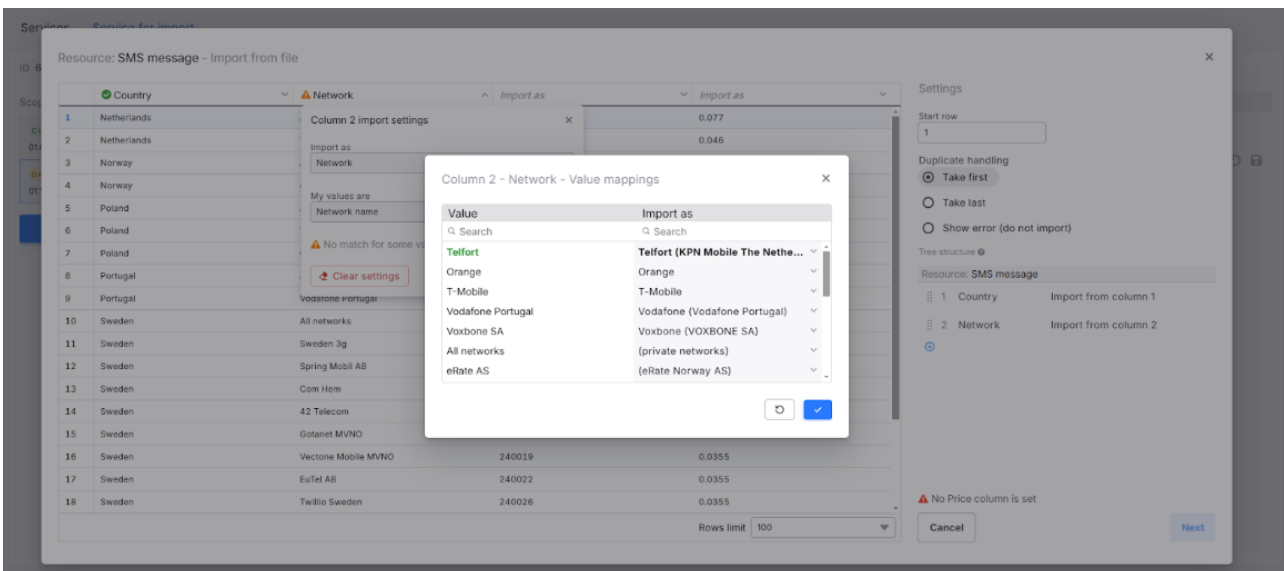 Services Service for import
Resource: SMS message - Import from file
ID 6
Country Network Import as Import as
1 Netherlands 0.077
2 Netherlands 0.046
3 Norway
4 Norway
5 Poland
6 Poland
7 Poland
8 Portugal
9 Portugal Vodafone Portugal
10 Sweden All networks
11 Sweden Sweden 3g
12 Sweden Spring Mobil AB
13 Sweden Com Hem
14 Sweden 42 Telecom
15 Sweden Gotanet MVNO
16 Sweden Vectone Mobile MVNO 240019 0.0355
17 Sweden EuTel AB 240022 0.0355
18 Sweden Twillio Sweden 240026 0.0355
Rows limit 100
Column 2 import settings
Import as
Network
My values are
Network name
No match for some va
Clear settings
Column 2 - Network - Value mappings
Value Import as
Search Search
Telfort Telfort (KPN Mobile The Nethe...
Orange Orange
T-Mobile T-Mobile
Vodafone Portugal Vodafone (Vodafone Portugal)
Voxbone SA Voxbone (VOXBONE SA)
All networks (private networks)
eRate AS (eRate Norway AS)
Settings
Start row
1
Duplicate handling
Take first
Take last
Show error (do not import)
Tree structure
Resource: SMS message
1 Country Import from column 1
2 Network Import from column 2
No Price column is set
Cancel Next